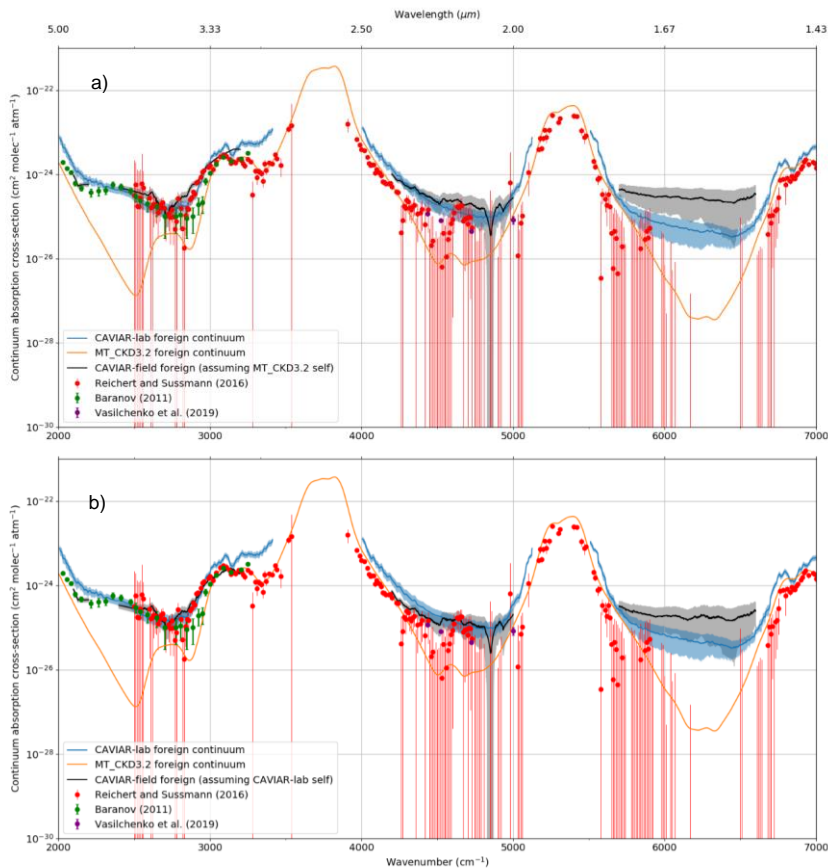 Wavelength (μm)
5.00 3.33 2.50 2.00 1.67 1.43
a)
Continuum absorption cross-section (cm² molec⁻¹ atm⁻¹)
10⁻²²
10⁻²⁴
10⁻²⁶
10⁻²⁸
10⁻³⁰
CAVIAR-lab foreign continuum
MT_CKD3.2 foreign continuum
CAVIAR-field foreign (assuming MT_CKD3.2 self)
Reichert and Sussmann (2016)
Baranov (2011)
Vasilchenko et al. (2019)
2000 3000 4000 5000 6000 7000
b)
Continuum absorption cross-section (cm² molec⁻¹ atm⁻¹)
10⁻²²
10⁻²⁴
10⁻²⁶
10⁻²⁸
10⁻³⁰
CAVIAR-lab foreign continuum
MT_CKD3.2 foreign continuum
CAVIAR-field foreign (assuming CAVIAR-lab self)
Reichert and Sussmann (2016)
Baranov (2011)
Vasilchenko et al. (2019)
2000 3000 4000 5000 6000 7000
Wavenumber (cm⁻¹)